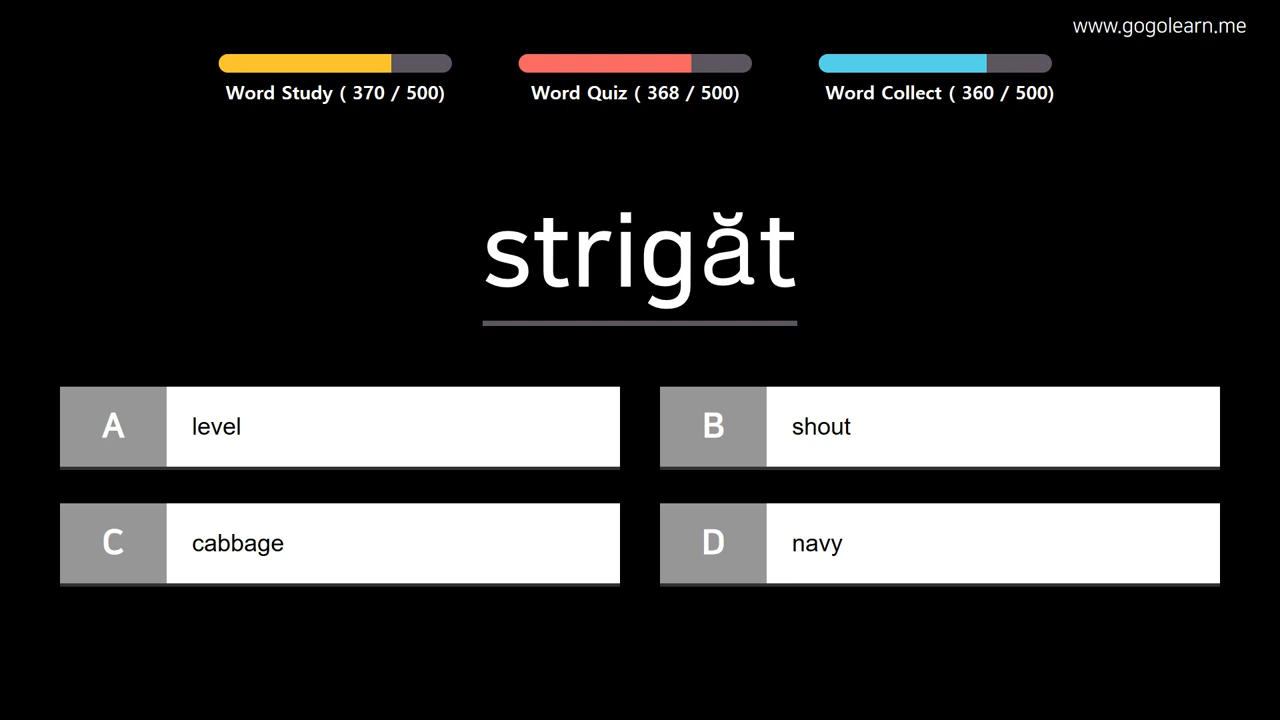 www.gogolearn.me
Word Study ( 370 / 500)
Word Quiz ( 368 / 500)
Word Collect ( 360 / 500)
strigăt
A level
B shout
C cabbage
D navy